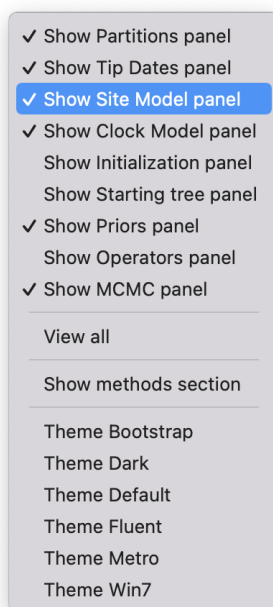 ✓ Show Partitions panel
✓ Show Tip Dates panel
✓ Show Site Model panel
✓ Show Clock Model panel
Show Initialization panel
Show Starting tree panel
✓ Show Priors panel
Show Operators panel
✓ Show MCMC panel
View all
Show methods section
Theme Bootstrap
Theme Dark
Theme Default
Theme Fluent
Theme Metro
Theme Win7